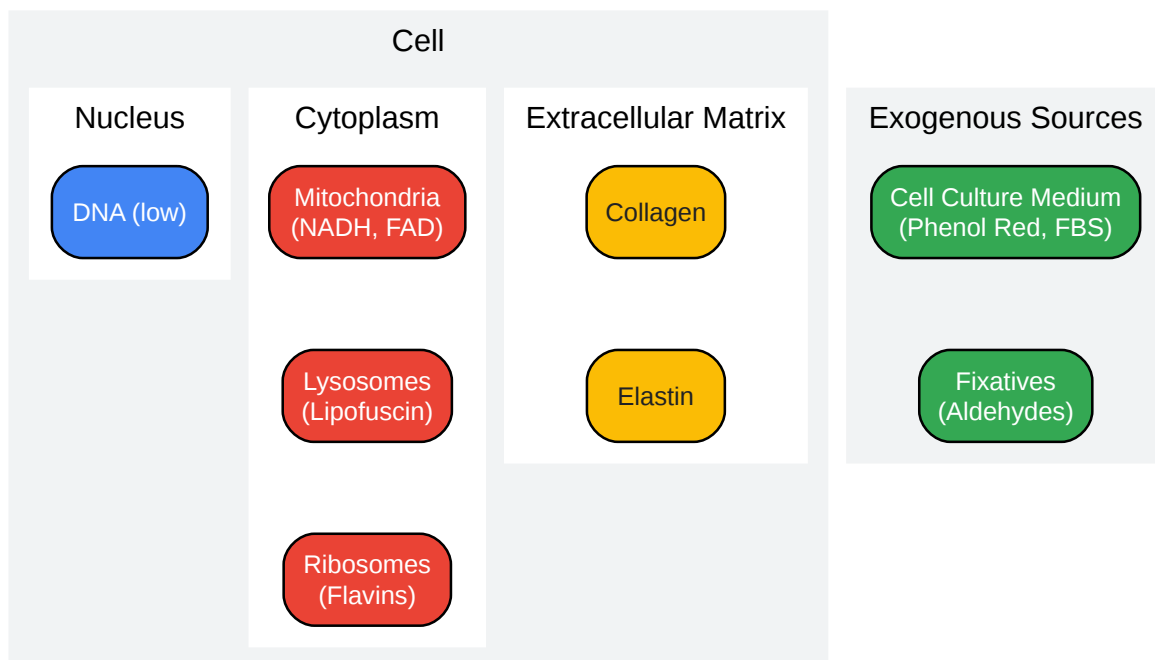 Cell
Nucleus
DNA (low)
Cytoplasm
Mitochondria
(NADH, FAD)
Lysosomes
(Lipofuscin)
Ribosomes
(Flavins)
Extracellular Matrix
Collagen
Elastin
Exogenous Sources
Cell Culture Medium
(Phenol Red, FBS)
Fixatives
(Aldehydes)